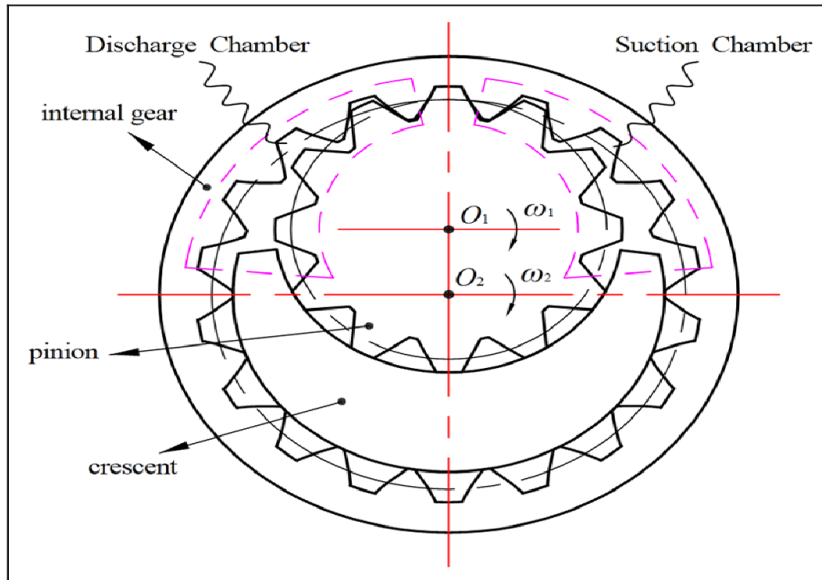 Discharge Chamber
Suction Chamber
internal gear
O₁
ω₁
O₂
ω₂
pinion
crescent